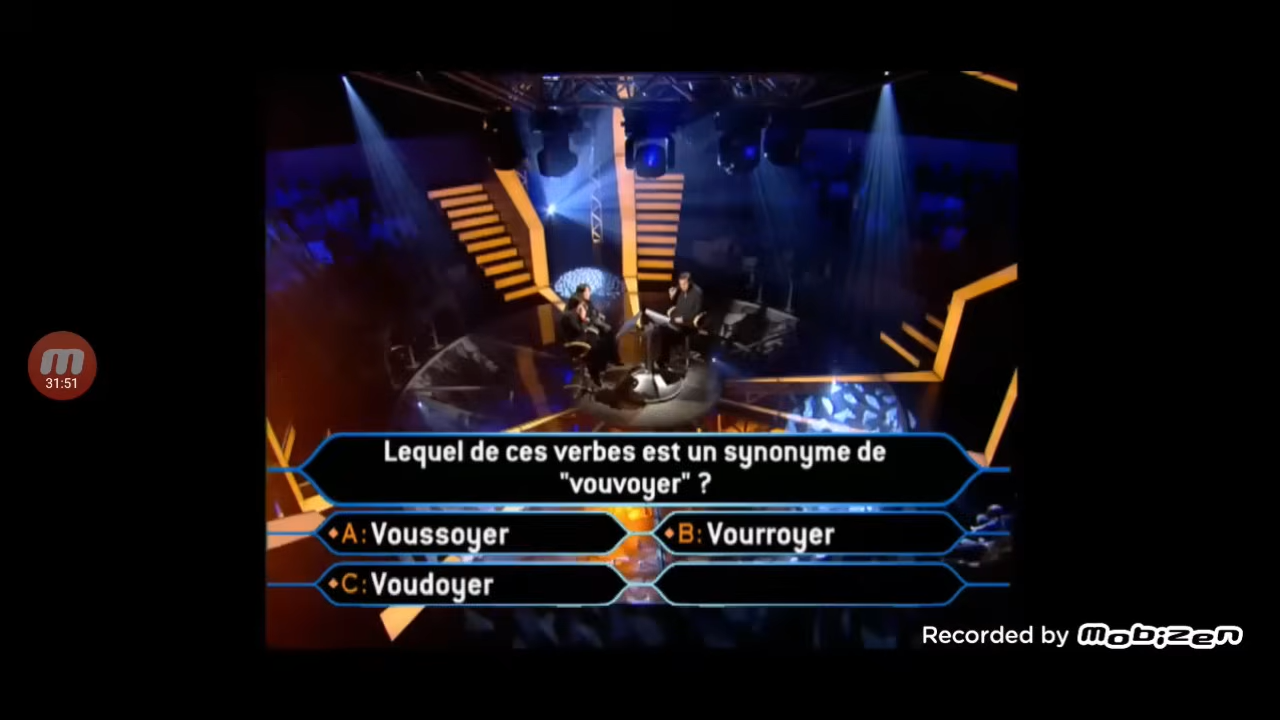 Lequel de ces verbes est un synonyme de
"vouvoyer" ?
A: Voussoyer
B: Vourroyer
C: Voudoyer
31:51
Recorded by mobizen